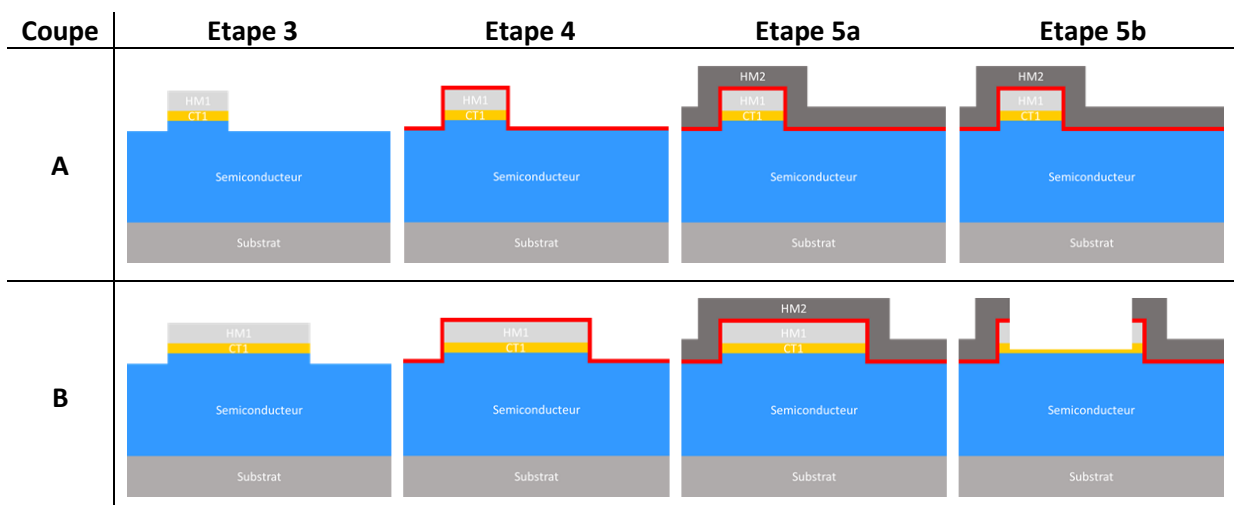 Coupe Etape 3 Etape 4 Etape 5a Etape 5b
A
HM1
CT1
Semiconducteur
Substrat
HM1
CT1
Semiconducteur
Substrat
HM2
HM1
CT1
Semiconducteur
Substrat
HM2
HM1
CT1
Semiconducteur
Substrat
B
HM1
CT1
Semiconducteur
Substrat
HM1
CT1
Semiconducteur
Substrat
HM2
HM1
CT1
Semiconducteur
Substrat
Semiconducteur
Substrat